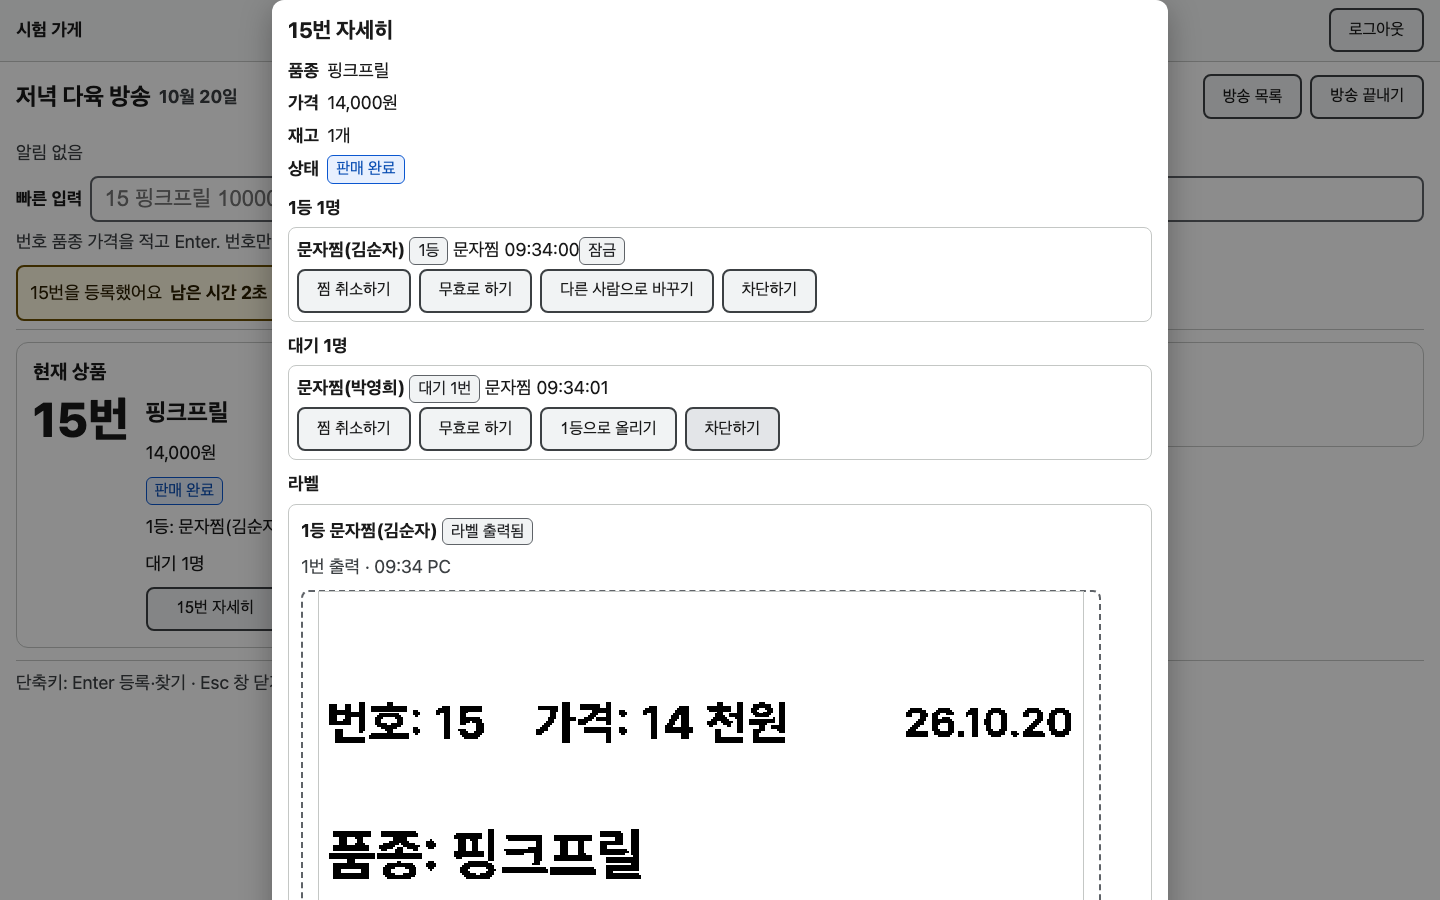 시험 가게
로그아웃
저녁 다육 방송 10월 20일
방송 목록
방송 끝내기
알림 없음
빠른 입력
15 핑크프릴 10000
번호 품종 가격을 적고 Enter. 번호만
15번을 등록했어요 남은 시간 2초
현재 상품
15번
핑크프릴
14,000원
판매 완료
1등: 문자찜(김순자
대기 1명
15번 자세히
단축키: Enter 등록·찾기 · Esc 창 닫
15번 자세히
품종 핑크프릴
가격 14,000원
재고 1개
상태 판매 완료
1등 1명
문자찜(김순자) 1등 문자찜 09:34:00 잠금
찜 취소하기 무효로 하기 다른 사람으로 바꾸기 차단하기
대기 1명
문자찜(박영희) 대기 1번 문자찜 09:34:01
찜 취소하기 무효로 하기 1등으로 올리기 차단하기
라벨
1등 문자찜(김순자) 라벨 출력됨
1번 출력 · 09:34 PC
번호: 15 가격: 14 천원 26.10.20
품종: 핑크프릴